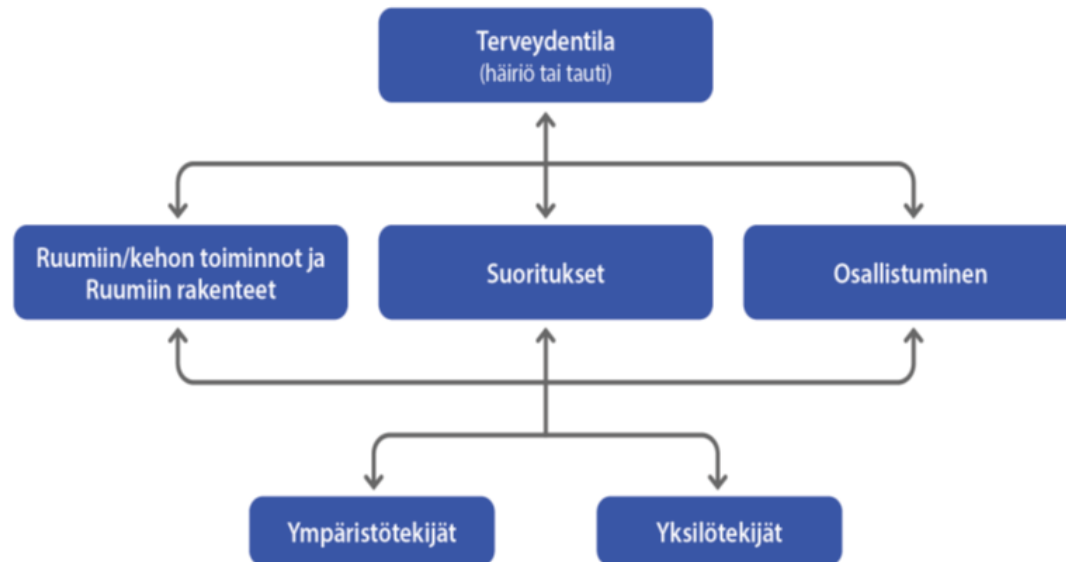 Terveydentila
(häiriö tai tauti)
Ruumiin/kehon toiminnot ja
Ruumiin rakenteet
Suoritukset
Osallistuminen
Ympäristötekijät
Yksilötekijät